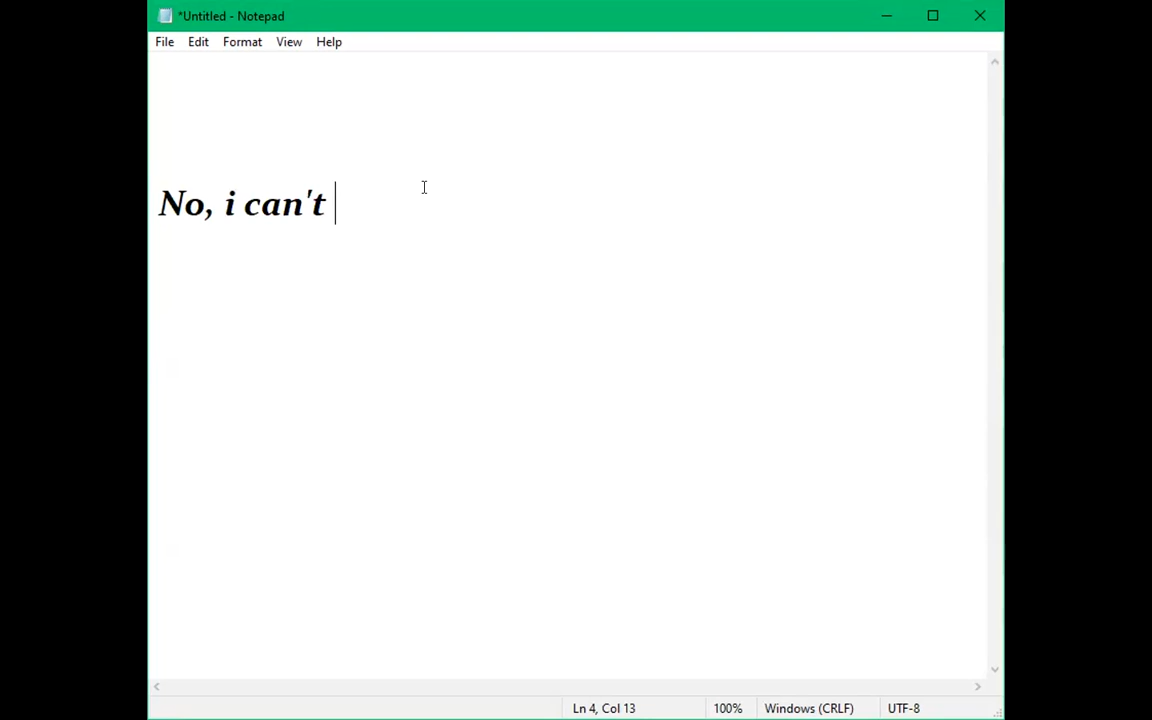 *Untitled - Notepad
File Edit Format View Help
No, i can't
Ln 4, Col 13 100% Windows (CRLF) UTF-8